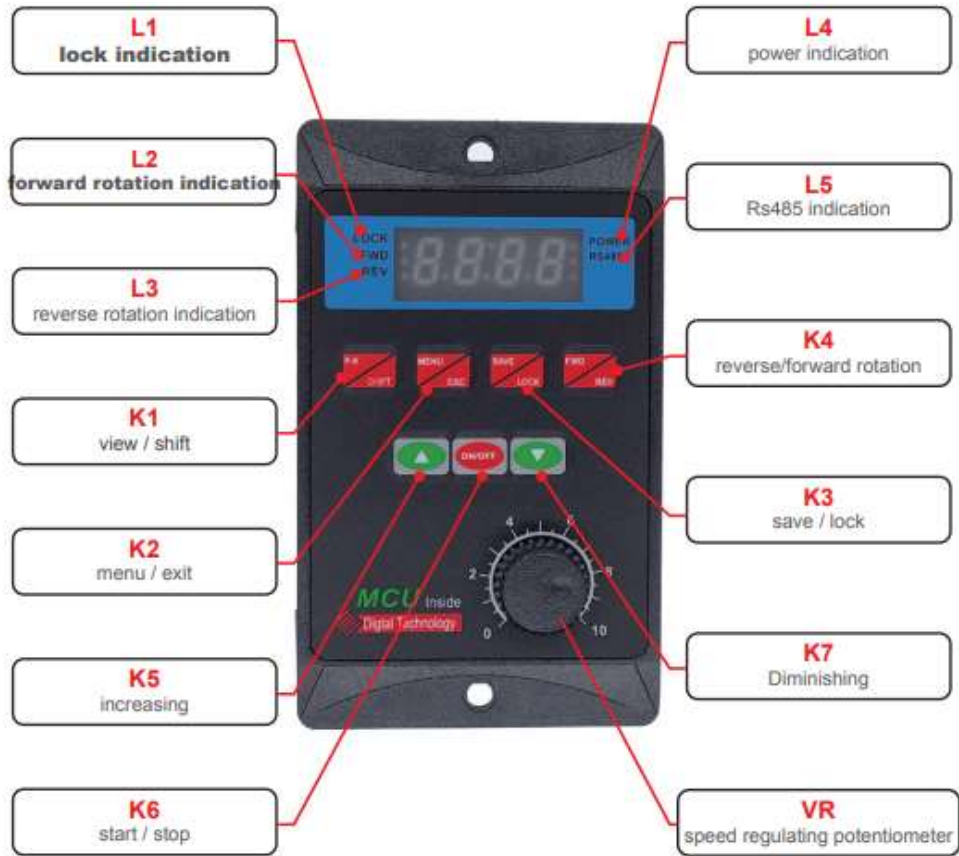 L1
lock indication
L4
power indication
L2
forward rotation indication
L5
Rs485 indication
LOCK
FWD
REV
8888
POWER
RS485
L3
reverse rotation indication
K4
reverse/forward rotation
MENU
ESC
SAVE
LOCK
FWD
REV
SHIFT
K1
view / shift
ON/OFF
K3
save / lock
K2
menu / exit
0
2
4
6
8
10
MCU Inside
Digital Technology
K5
increasing
K7
Diminishing
K6
start / stop
VR
speed regulating potentiometer